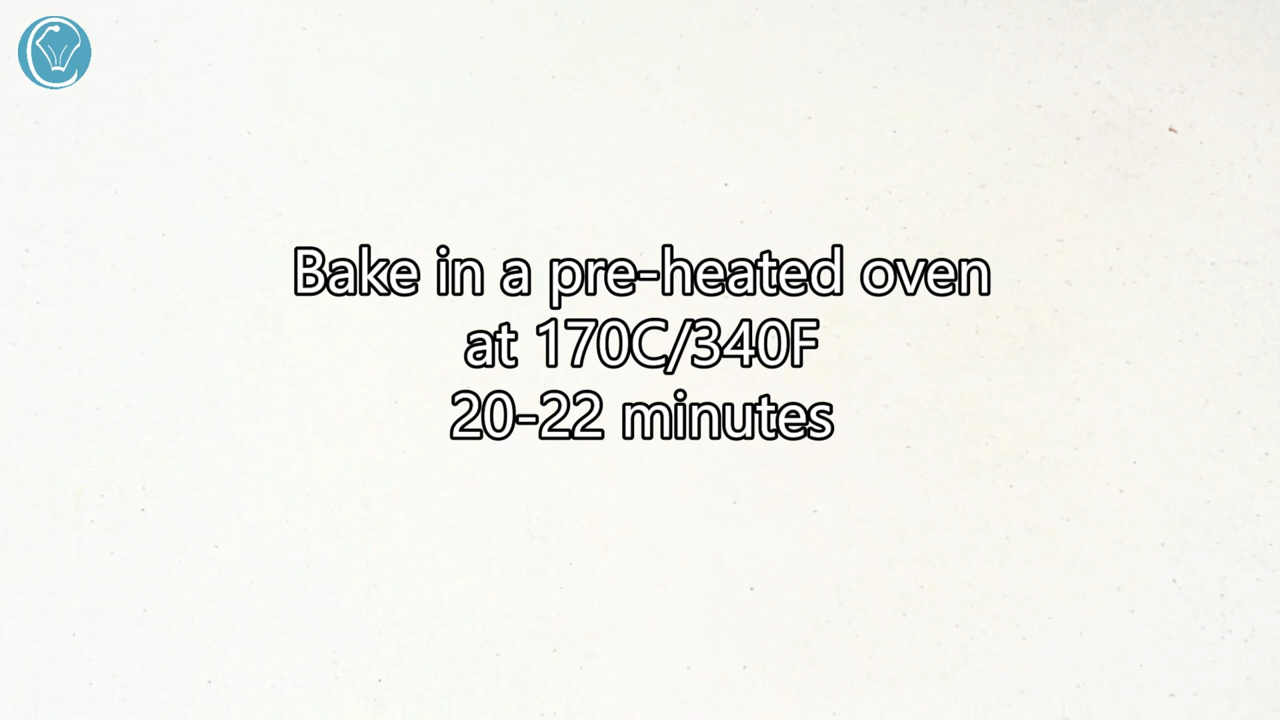 Bake in a pre-heated oven
at 170C/340F
20-22 minutes